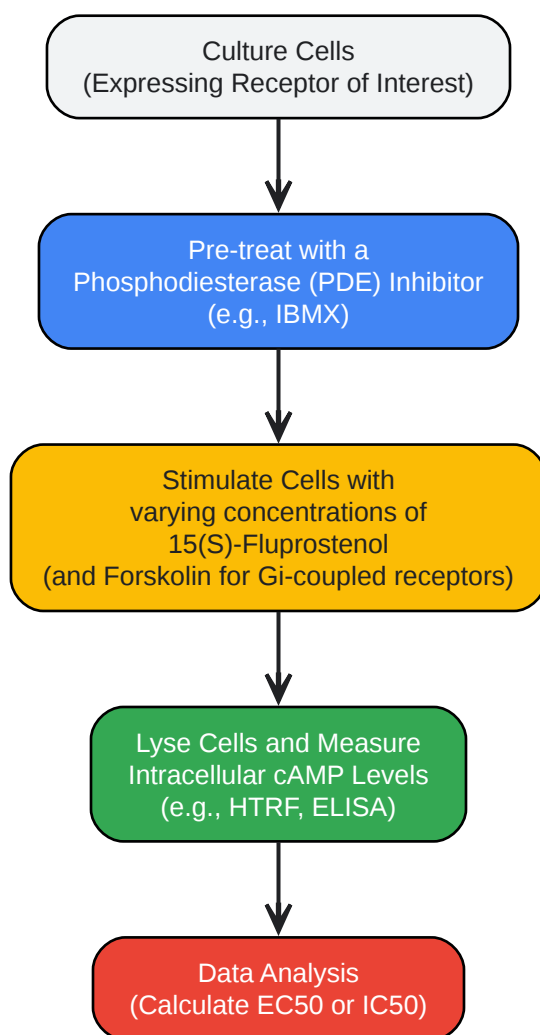 Culture Cells
(Expressing Receptor of Interest)
Pre-treat with a
Phosphodiesterase (PDE) Inhibitor
(e.g., IBMX)
Stimulate Cells with
varying concentrations of
15(S)-Fluprostenol
(and Forskolin for Gi-coupled receptors)
Lyse Cells and Measure
Intracellular cAMP Levels
(e.g., HTRF, ELISA)
Data Analysis
(Calculate EC50 or IC50)